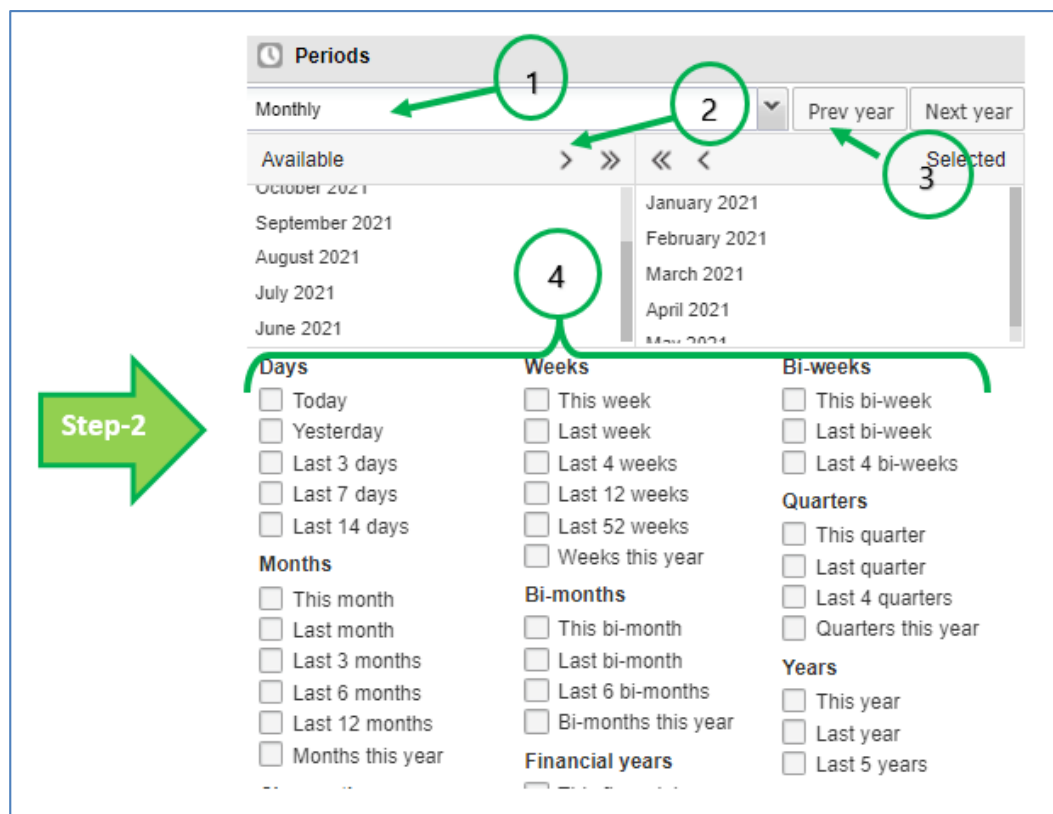 Periods
1
Monthly
2
Prev year
Next year
Available
Selected
3
October 2021
September 2021
August 2021
July 2021
June 2021
January 2021
February 2021
March 2021
April 2021
May 2021
4
Step-2
Days
Today
Yesterday
Last 3 days
Last 7 days
Last 14 days
Months
This month
Last month
Last 3 months
Last 6 months
Last 12 months
Months this year
Weeks
This week
Last week
Last 4 weeks
Last 12 weeks
Last 52 weeks
Weeks this year
Bi-months
This bi-month
Last bi-month
Last 6 bi-months
Bi-months this year
Financial years
Bi-weeks
This bi-week
Last bi-week
Last 4 bi-weeks
Quarters
This quarter
Last quarter
Last 4 quarters
Quarters this year
Years
This year
Last year
Last 5 years